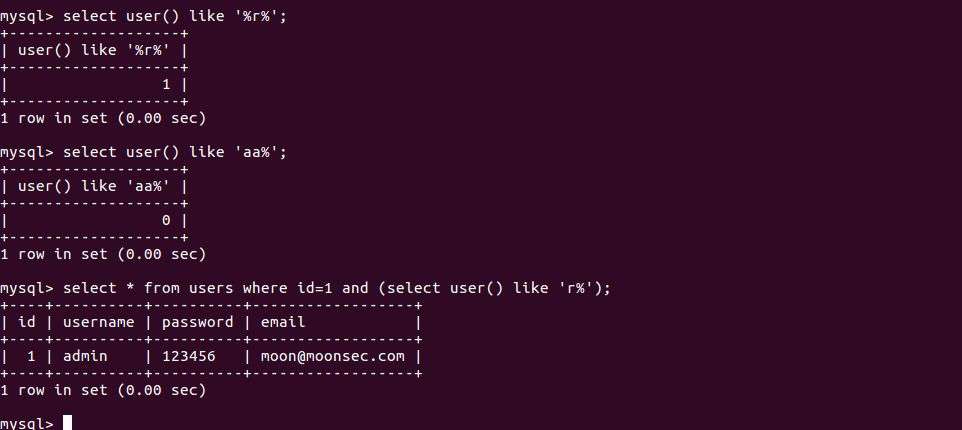 mysql> select user() like '%r%';
+-------------------+
| user() like '%r%' |
+-------------------+
|                 1 |
+-------------------+
1 row in set (0.00 sec)

mysql> select user() like 'aa%';
+-------------------+
| user() like 'aa%' |
+-------------------+
|                 0 |
+-------------------+
1 row in set (0.00 sec)

mysql> select * from users where id=1 and (select user() like 'r%');
+----+----------+----------+------------------+
| id | username | password | email            |
+----+----------+----------+------------------+
|  1 | admin    | 123456   | moon@moonsec.com |
+----+----------+----------+------------------+
1 row in set (0.00 sec)

mysql>